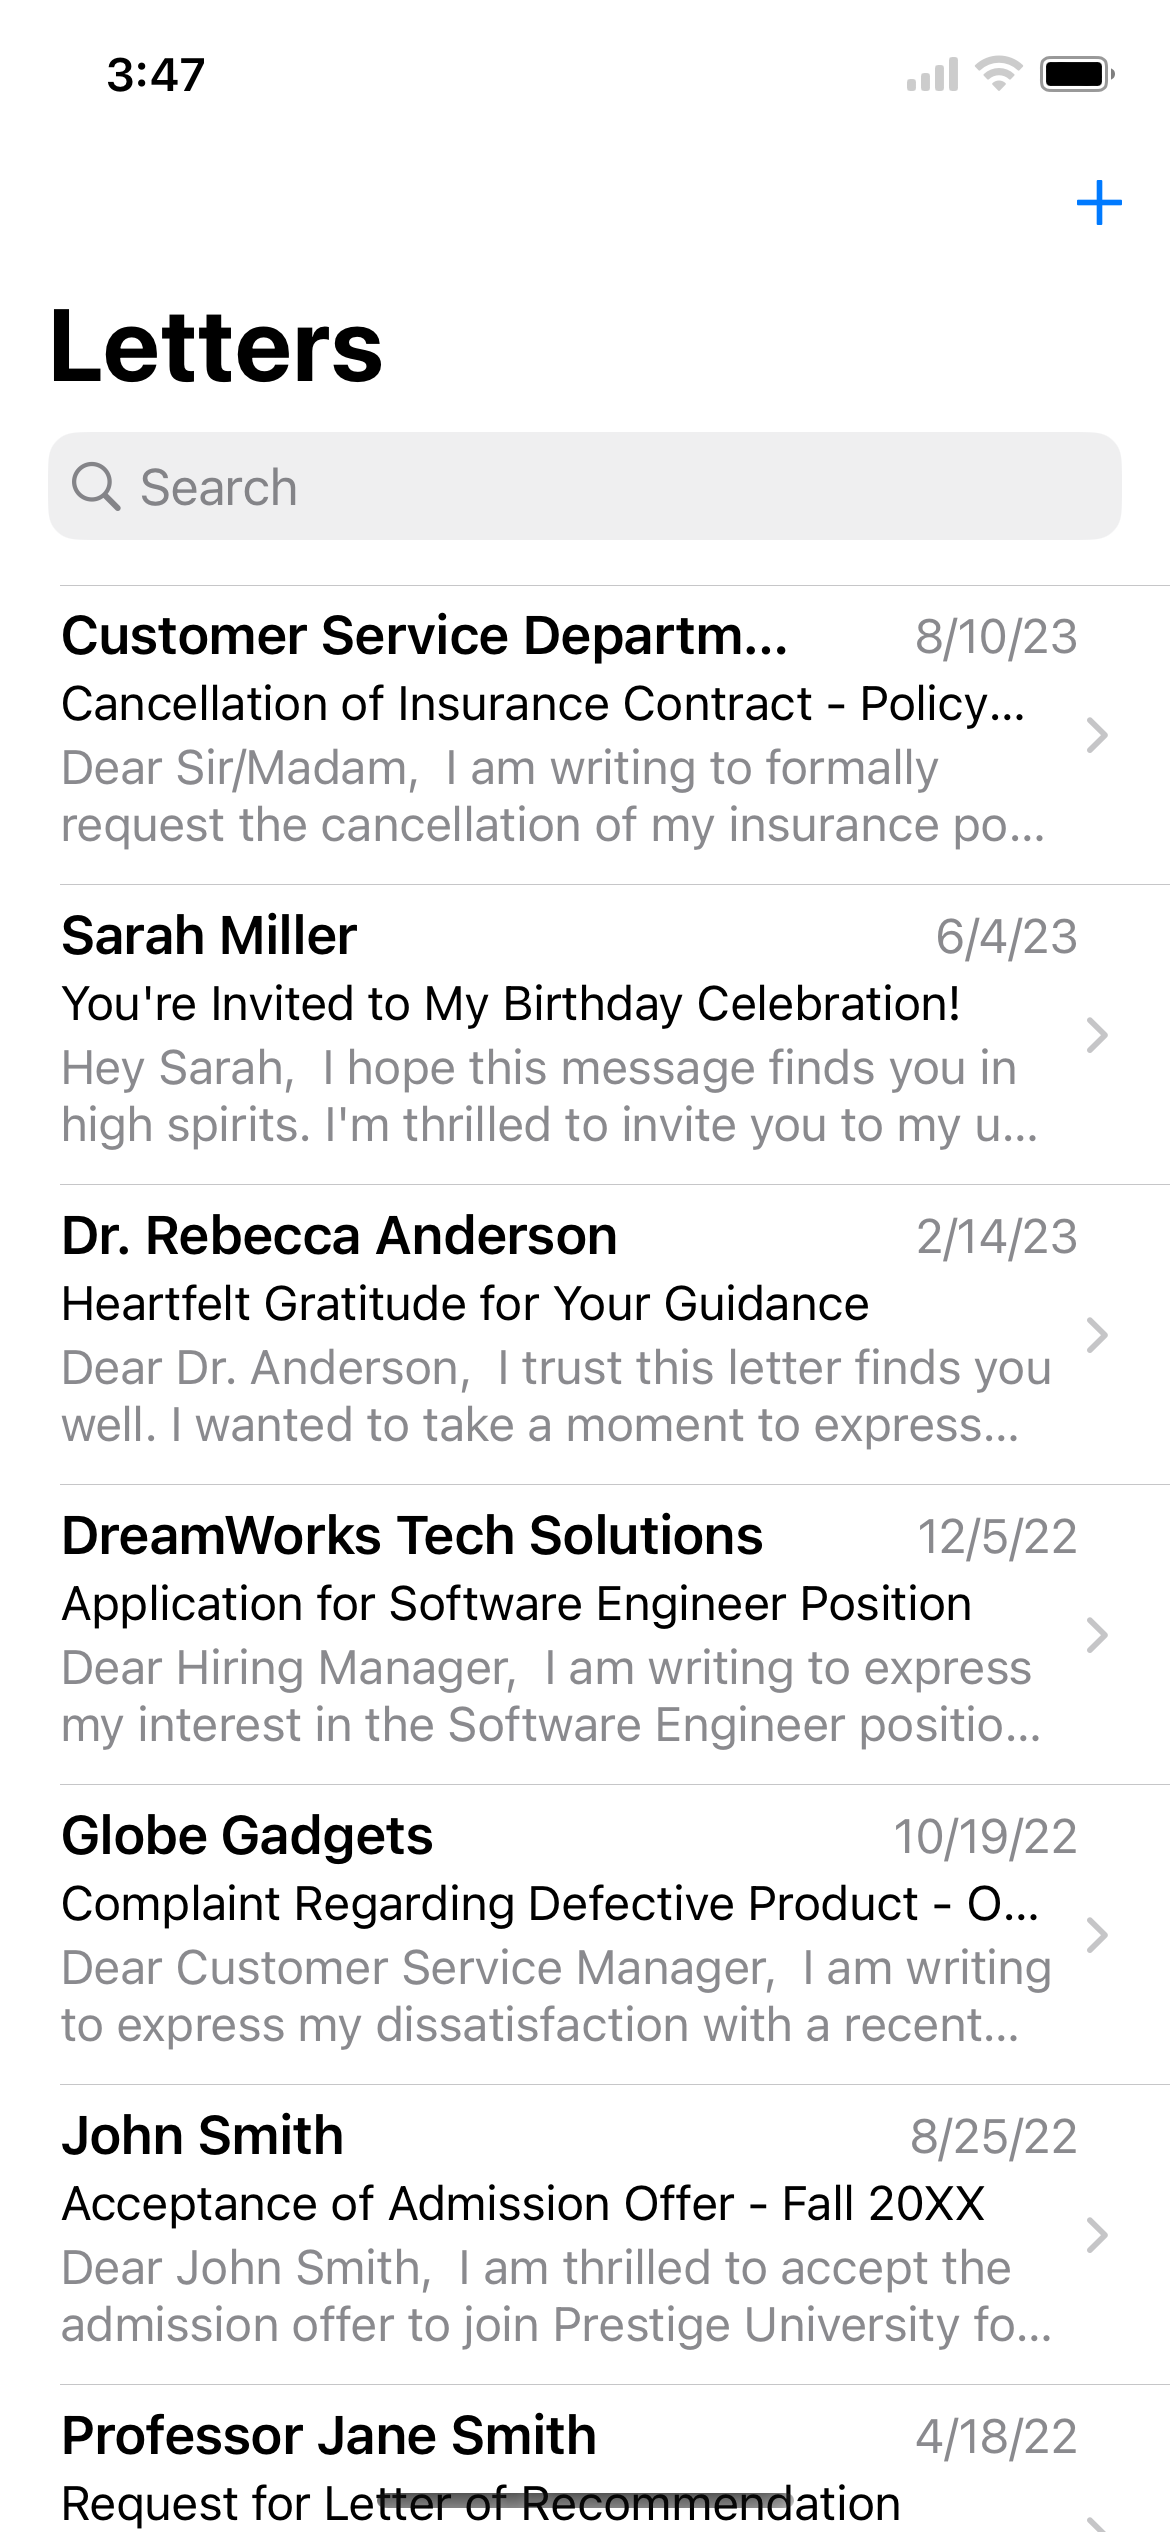 3:47
Letters
Search
Customer Service Departm...
8/10/23
Cancellation of Insurance Contract - Policy...
Dear Sir/Madam,  I am writing to formally
request the cancellation of my insurance po...
Sarah Miller
6/4/23
You're Invited to My Birthday Celebration!
Hey Sarah,  I hope this message finds you in
high spirits. I'm thrilled to invite you to my u...
Dr. Rebecca Anderson
2/14/23
Heartfelt Gratitude for Your Guidance
Dear Dr. Anderson,  I trust this letter finds you
well. I wanted to take a moment to express...
DreamWorks Tech Solutions
12/5/22
Application for Software Engineer Position
Dear Hiring Manager,  I am writing to express
my interest in the Software Engineer positio...
Globe Gadgets
10/19/22
Complaint Regarding Defective Product - O...
Dear Customer Service Manager,  I am writing
to express my dissatisfaction with a recent...
John Smith
8/25/22
Acceptance of Admission Offer - Fall 20XX
Dear John Smith,  I am thrilled to accept the
admission offer to join Prestige University fo...
Professor Jane Smith
4/18/22
Request for Letter of Recommendation